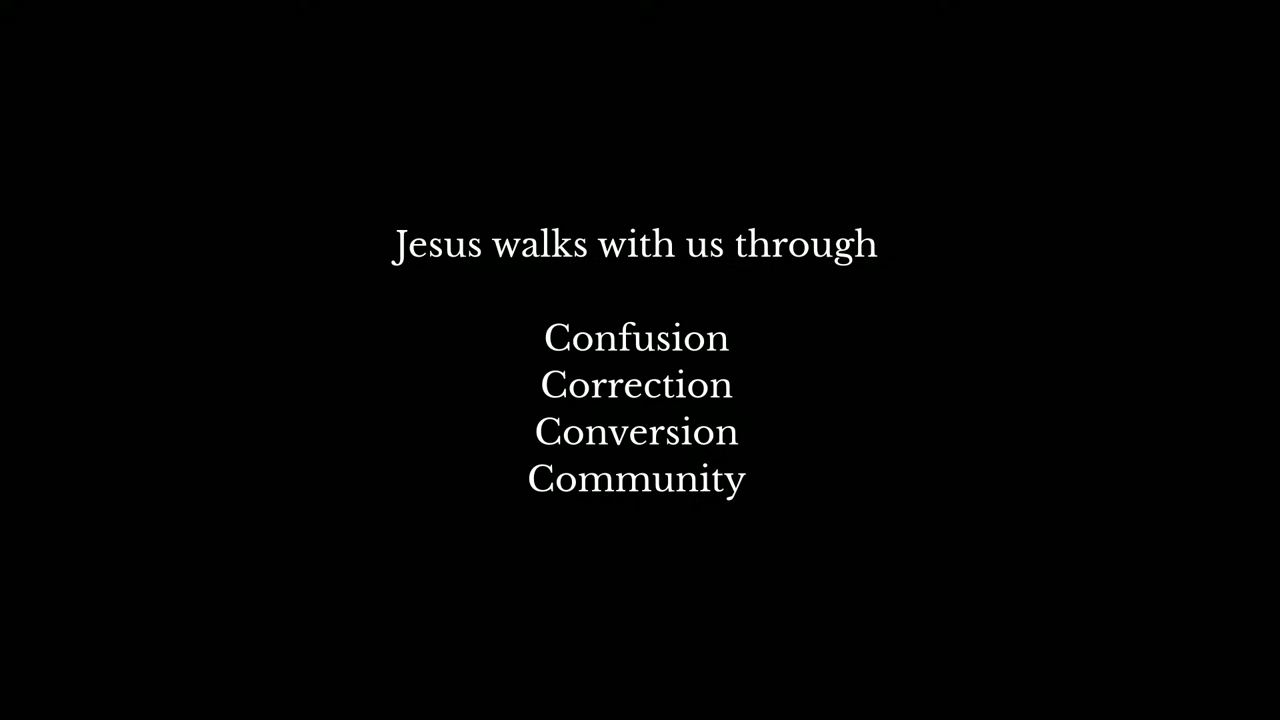 Jesus walks with us through
Confusion
Correction
Conversion
Community